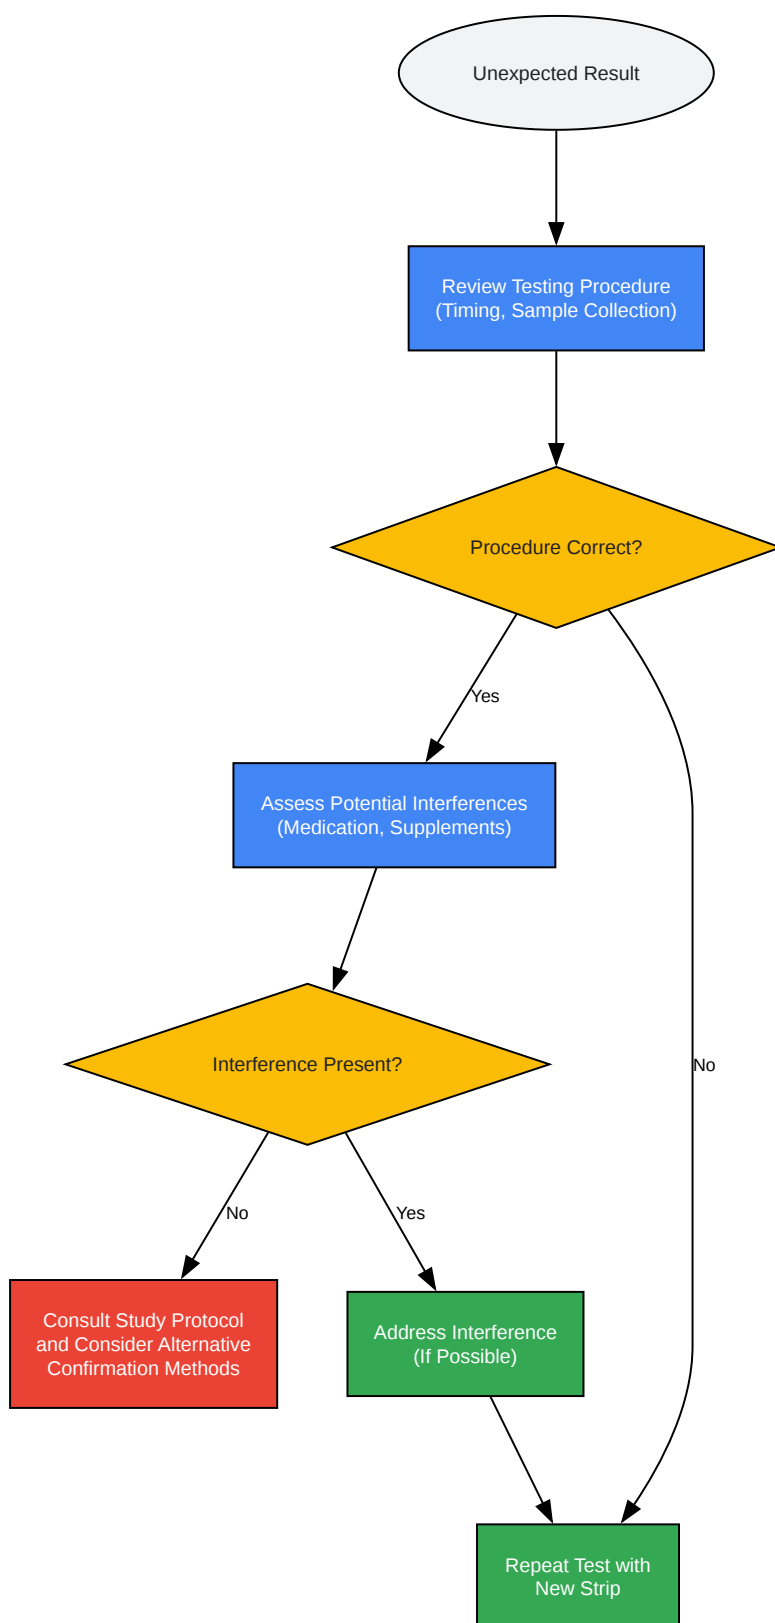 Unexpected Result
Review Testing Procedure
(Timing, Sample Collection)
Procedure Correct?
Yes
Assess Potential Interferences
(Medication, Supplements)
Interference Present?
No
No
Yes
Consult Study Protocol
and Consider Alternative
Confirmation Methods
Address Interference
(If Possible)
Repeat Test with
New Strip